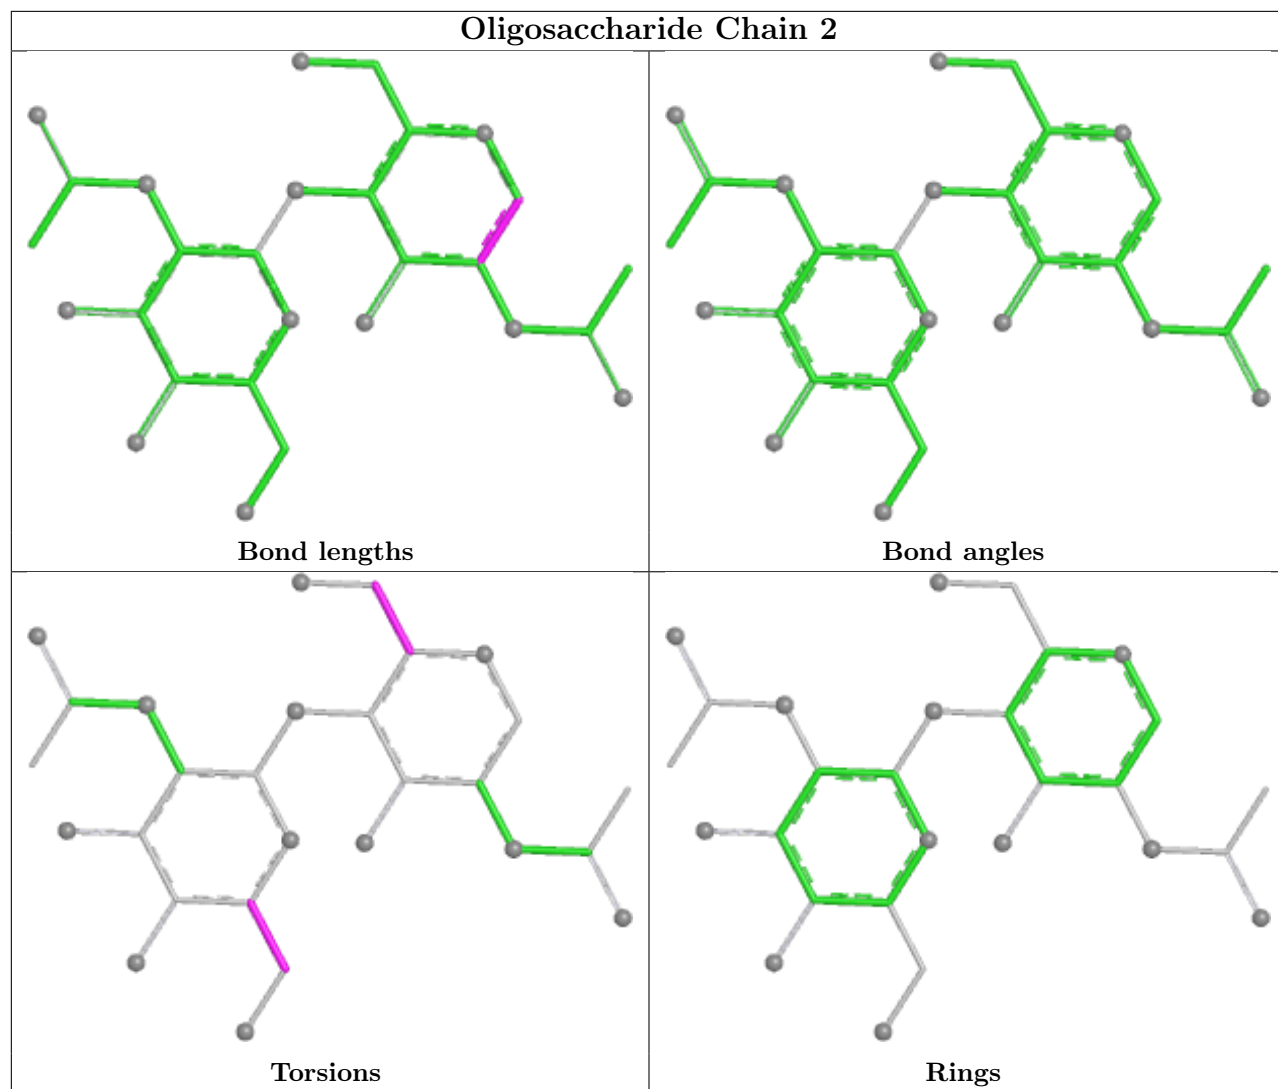 Oligosaccharide Chain 2
Bond lengths
Bond angles
Torsions
Rings